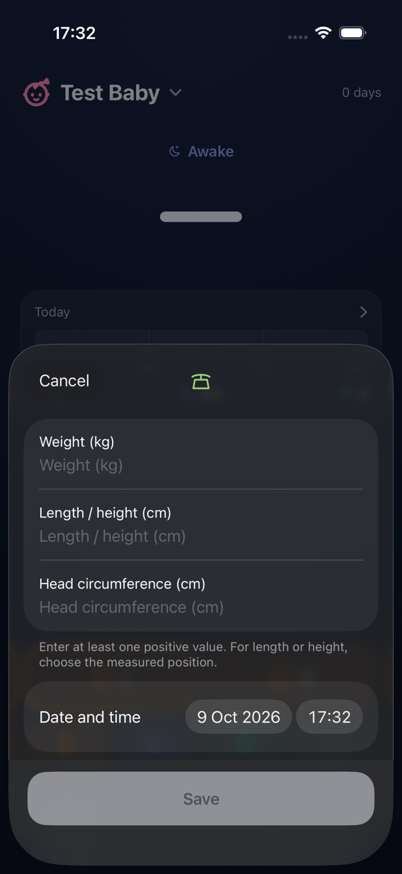 17:32
Test Baby
0 days
Awake
Today
Cancel
Weight (kg)
Weight (kg)
Length / height (cm)
Length / height (cm)
Head circumference (cm)
Head circumference (cm)
Enter at least one positive value. For length or height,
choose the measured position.
Date and time 9 Oct 2026 17:32
Save